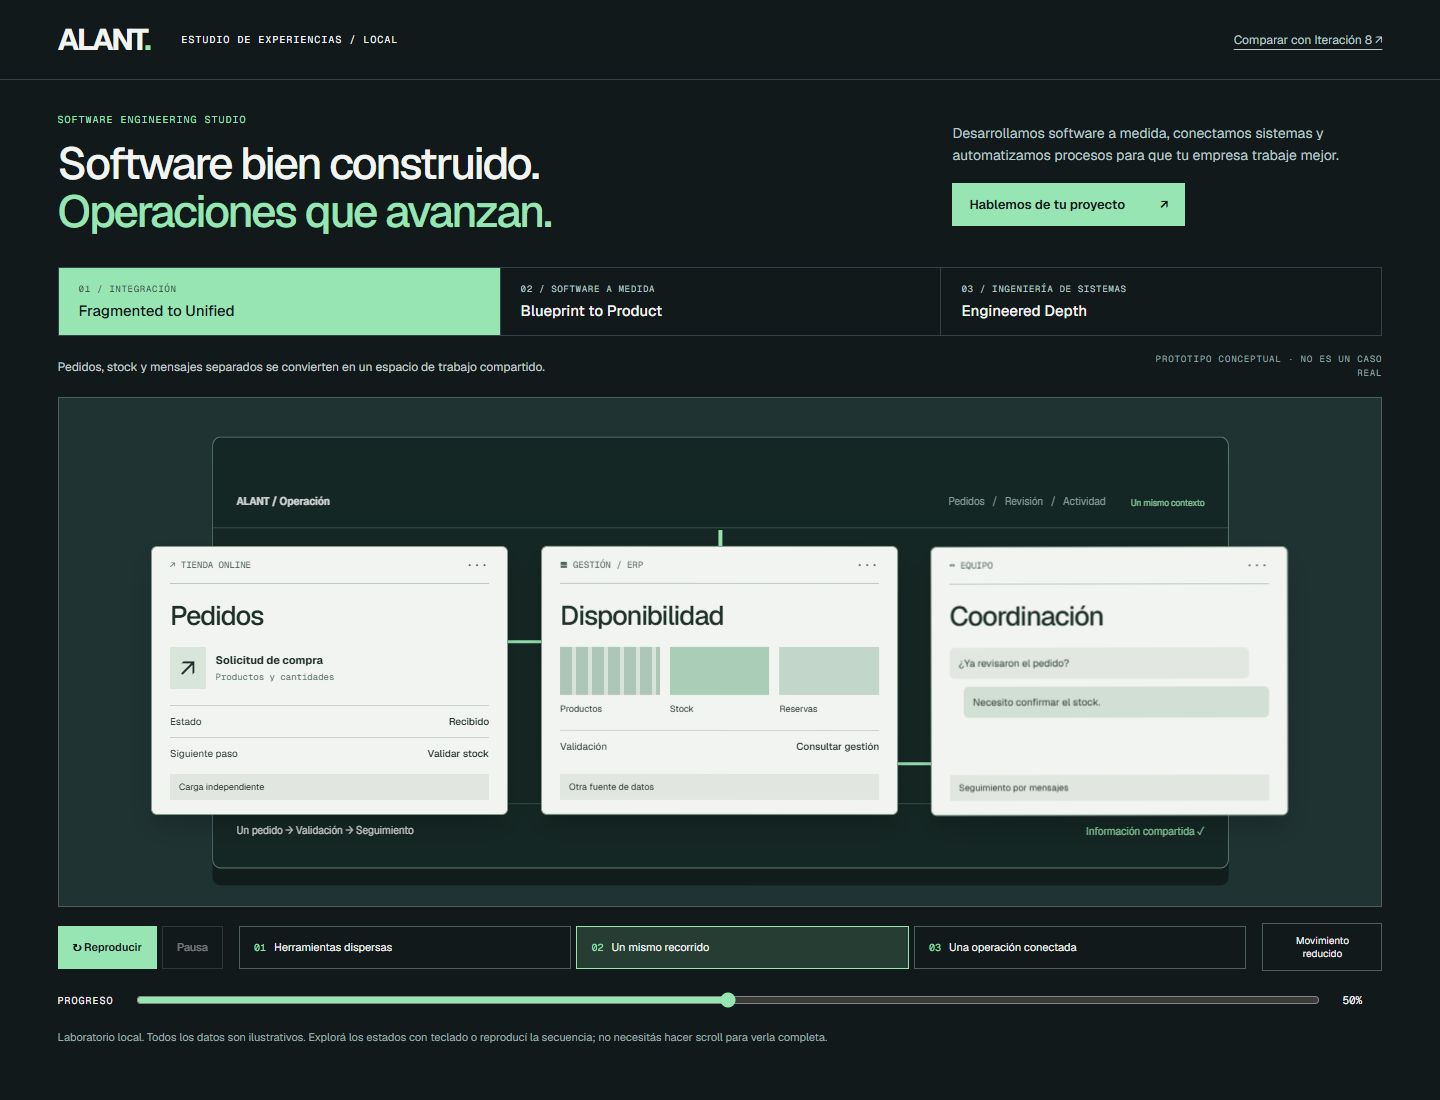 ALANT.
ESTUDIO DE EXPERIENCIAS / LOCAL
Comparar con Iteración 8 ↗
SOFTWARE ENGINEERING STUDIO
Software bien construido.
Operaciones que avanzan.
Desarrollamos software a medida, conectamos sistemas y
automatizamos procesos para que tu empresa trabaje mejor.
Hablemos de tu proyecto ↗
01 / INTEGRACIÓN
Fragmented to Unified
02 / SOFTWARE A MEDIDA
Blueprint to Product
03 / INGENIERÍA DE SISTEMAS
Engineered Depth
Pedidos, stock y mensajes separados se convierten en un espacio de trabajo compartido.
PROTOTIPO CONCEPTUAL · NO ES UN CASO
REAL
ALANT / Operación
Pedidos / Revisión / Actividad
Un mismo contexto
↗ TIENDA ONLINE
Pedidos
Solicitud de compra
Productos y cantidades
Estado
Recibido
Siguiente paso
Validar stock
Carga independiente
GESTIÓN / ERP
Disponibilidad
Productos
Stock
Reservas
Validación
Consultar gestión
Otra fuente de datos
EQUIPO
Coordinación
¿Ya revisaron el pedido?
Necesito confirmar el stock.
Seguimiento por mensajes
Un pedido → Validación → Seguimiento
Información compartida ✓
↻ Reproducir
Pausa
01 Herramientas dispersas
02 Un mismo recorrido
03 Una operación conectada
Movimiento
reducido
PROGRESO
50%
Laboratorio local. Todos los datos son ilustrativos. Explorá los estados con teclado o reproducí la secuencia; no necesitás hacer scroll para verla completa.